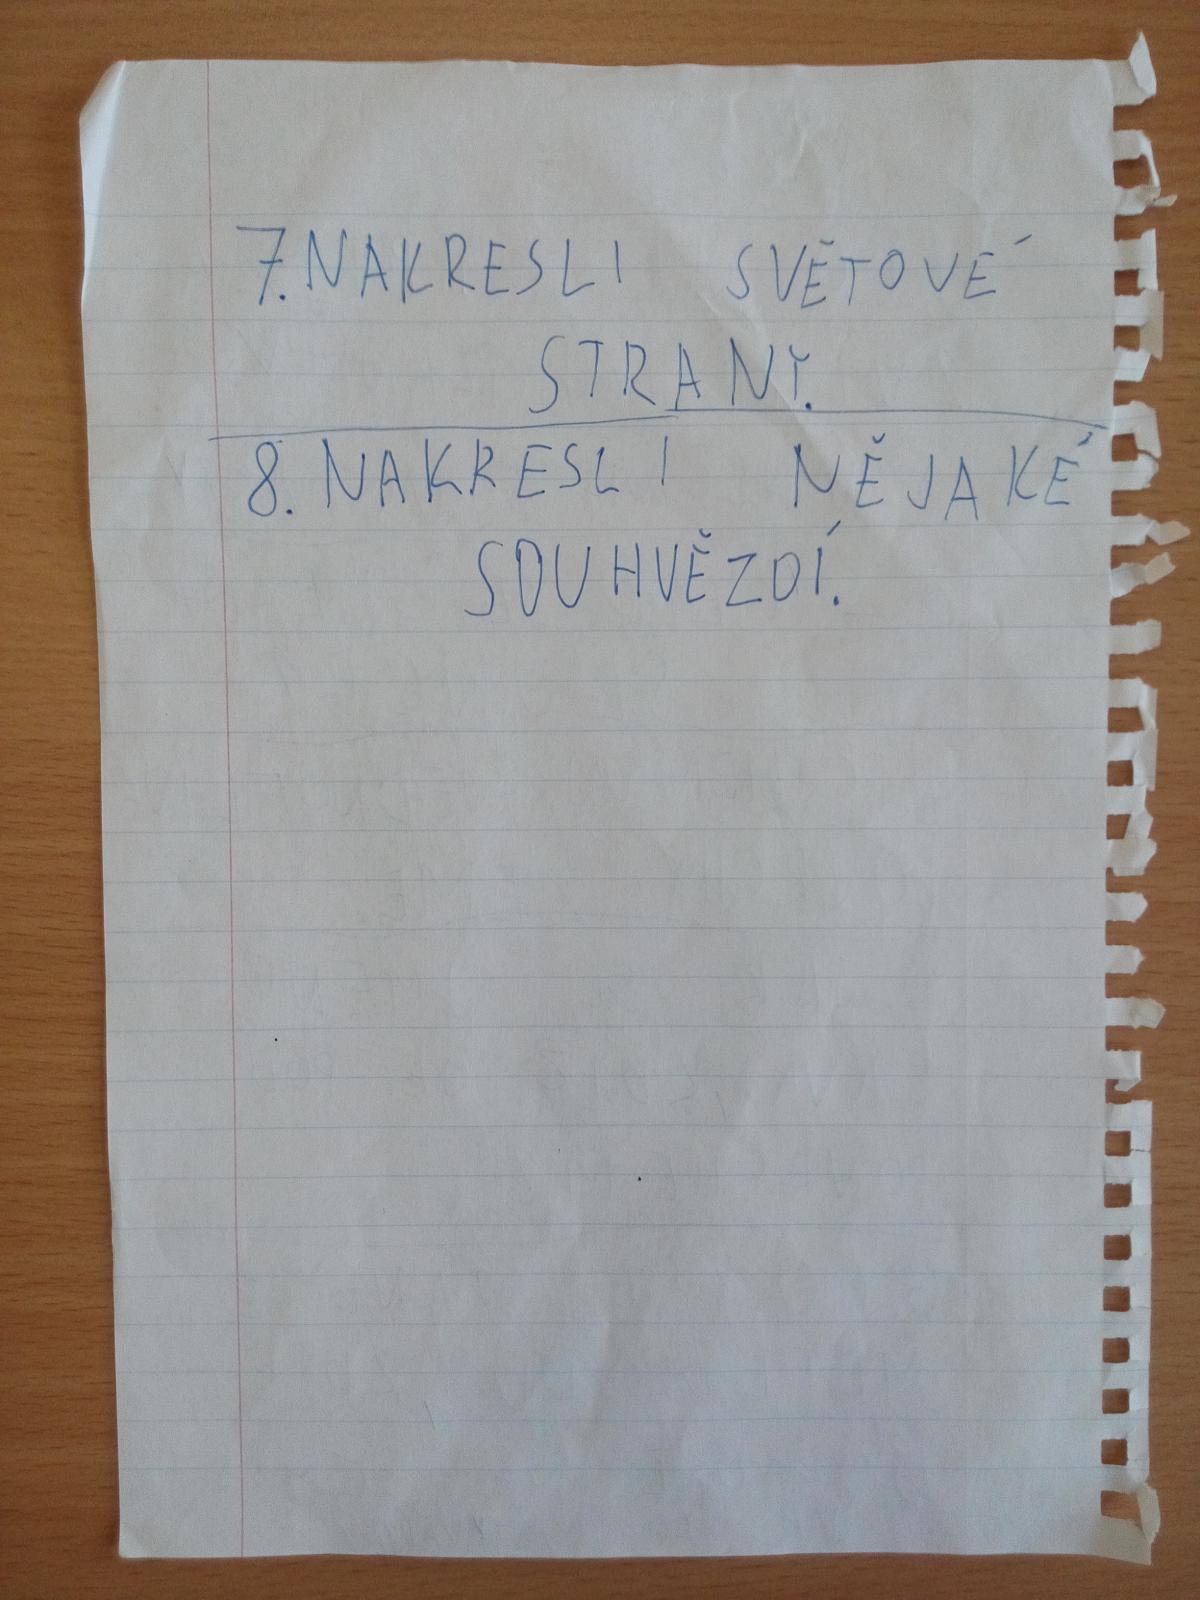 7. NAKRESLI SVĚTOVÉ
STRANY.
8. NAKRESLI NĚJAKÉ
SOUHVĚZDÍ.